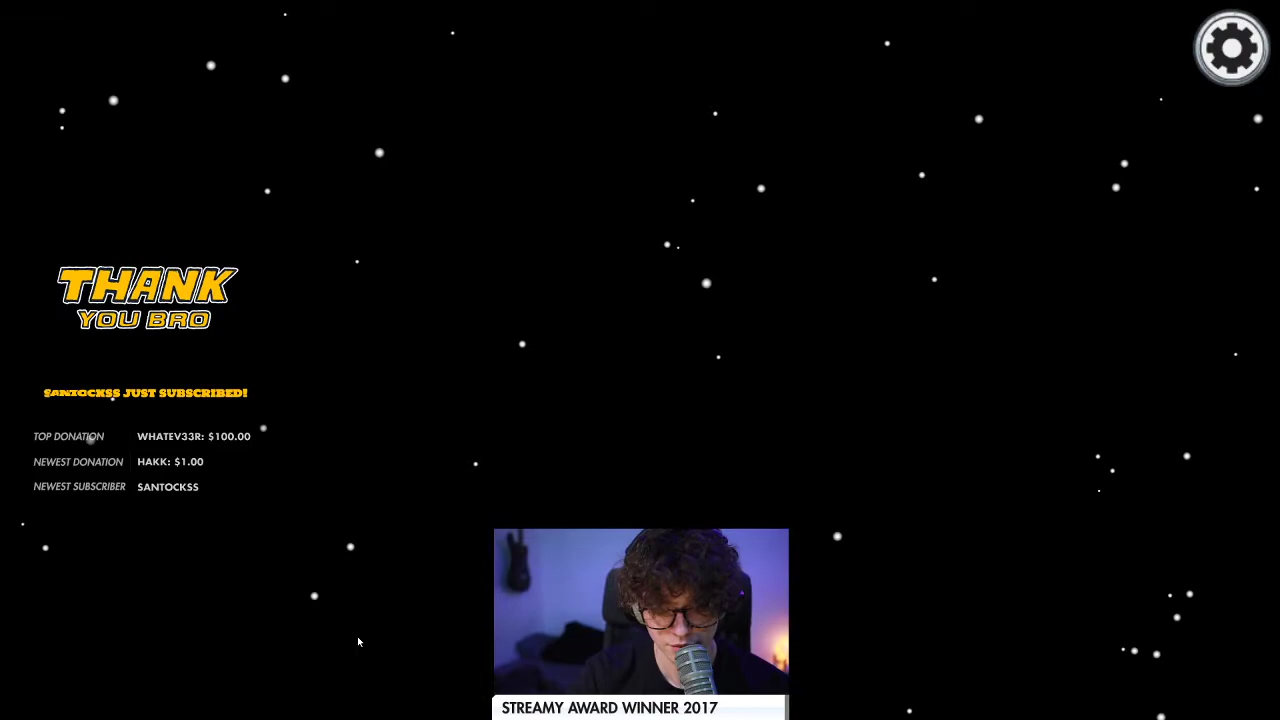 THANK
YOU BRO
SANTOCKSS JUST SUBSCRIBED!
TOP DONATION WHATEV33R: $100.00
NEWEST DONATION HAKK: $1.00
NEWEST SUBSCRIBER SANTOCKSS
STREAMY AWARD WINNER 2017